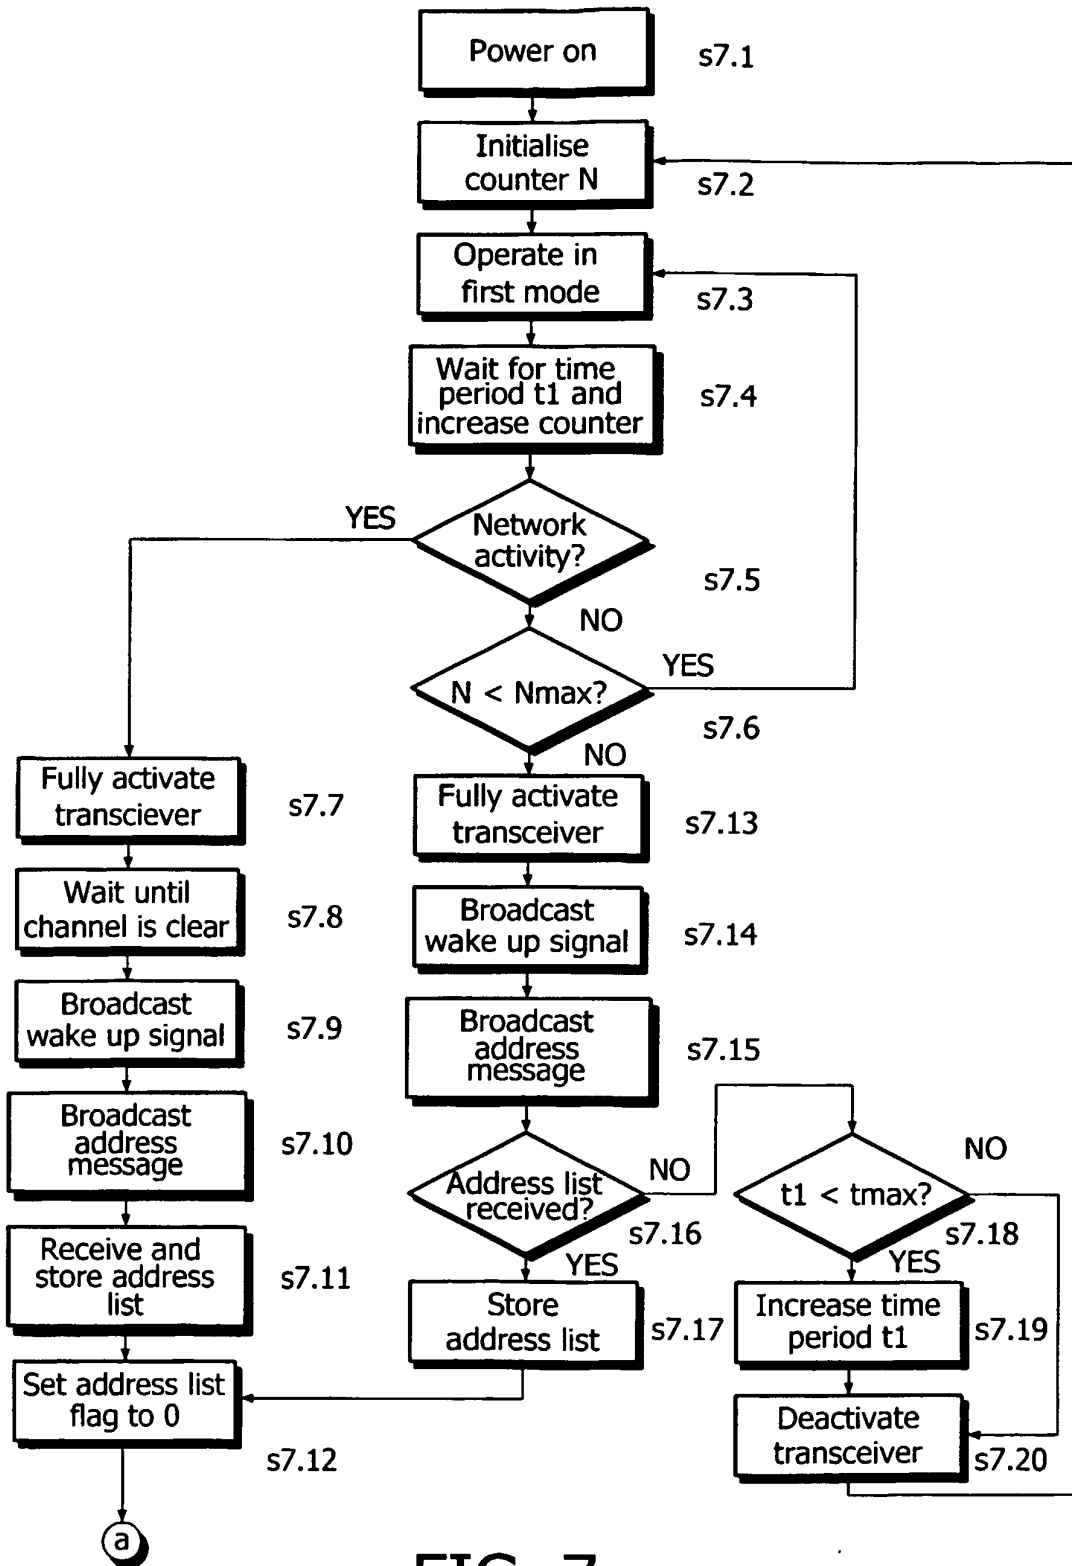 Power on
s7.1
Initialise
counter N
s7.2
Operate in
first mode
s7.3
Wait for time
period t1 and
increase counter
s7.4
YES
Network
activity?
s7.5
NO
N < Nmax?
YES
s7.6
NO
Fully activate
transciever
s7.7
Fully activate
transceiver
s7.13
Wait until
channel is clear
s7.8
Broadcast
wake up signal
s7.14
Broadcast
wake up signal
s7.9
Broadcast
address
message
s7.15
Broadcast
address
message
s7.10
Address list
received?
NO
s7.16
YES
t1 < tmax?
NO
s7.18
YES
Receive and
store address
list
s7.11
Store
address list
s7.17
Increase time
period t1
s7.19
Set address list
flag to 0
s7.12
Deactivate
transceiver
s7.20
a
FIG. 7